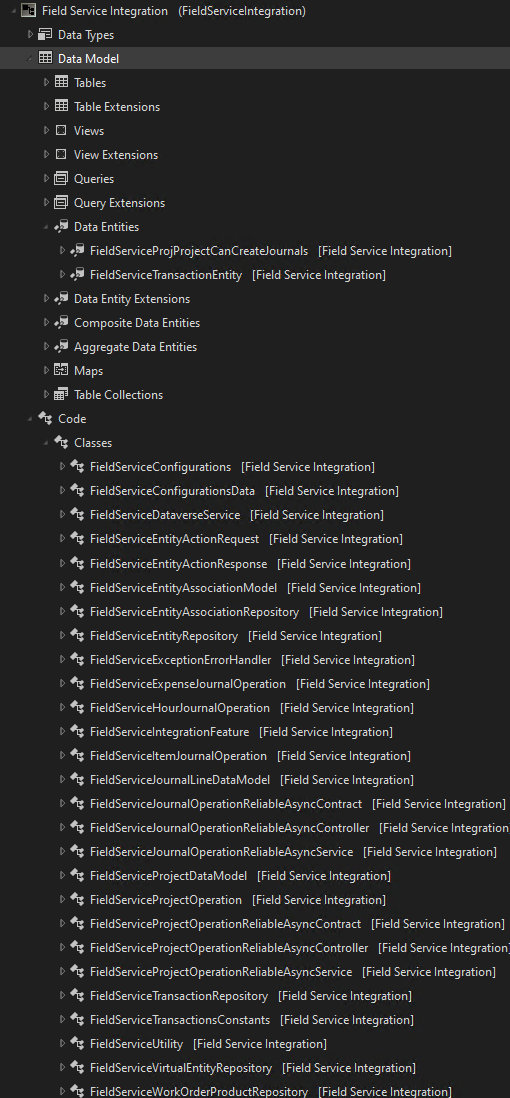 Field Service Integration (FieldServiceIntegration)
Data Types
Data Model
Tables
Table Extensions
Views
View Extensions
Queries
Query Extensions
Data Entities
FieldServiceProjProjectCanCreateJournals [Field Service Integration]
FieldServiceTransactionEntity [Field Service Integration]
Data Entity Extensions
Composite Data Entities
Aggregate Data Entities
Maps
Table Collections
Code
Classes
FieldServiceConfigurations [Field Service Integration]
FieldServiceConfigurationsData [Field Service Integration]
FieldServiceDataverseService [Field Service Integration]
FieldServiceEntityActionRequest [Field Service Integration]
FieldServiceEntityActionResponse [Field Service Integration]
FieldServiceEntityAssociationModel [Field Service Integration]
FieldServiceEntityAssociationRepository [Field Service Integration]
FieldServiceEntityRepository [Field Service Integration]
FieldServiceExceptionErrorHandler [Field Service Integration]
FieldServiceExpenseJournalOperation [Field Service Integration]
FieldServiceHourJournalOperation [Field Service Integration]
FieldServiceIntegrationFeature [Field Service Integration]
FieldServiceItemJournalOperation [Field Service Integration]
FieldServiceJournalLineDataModel [Field Service Integration]
FieldServiceJournalOperationReliableAsyncContract [Field Service Integration]
FieldServiceJournalOperationReliableAsyncController [Field Service Integration
FieldServiceJournalOperationReliableAsyncService [Field Service Integration]
FieldServiceProjectDataModel [Field Service Integration]
FieldServiceProjectOperation [Field Service Integration]
FieldServiceProjectOperationReliableAsyncContract [Field Service Integration]
FieldServiceProjectOperationReliableAsyncController [Field Service Integration
FieldServiceProjectOperationReliableAsyncService [Field Service Integration]
FieldServiceTransactionRepository [Field Service Integration]
FieldServiceTransactionsConstants [Field Service Integration]
FieldServiceUtility [Field Service Integration]
FieldServiceVirtualEntityRepository [Field Service Integration]
FieldServiceWorkOrderProductRepository [Field Service Integration]